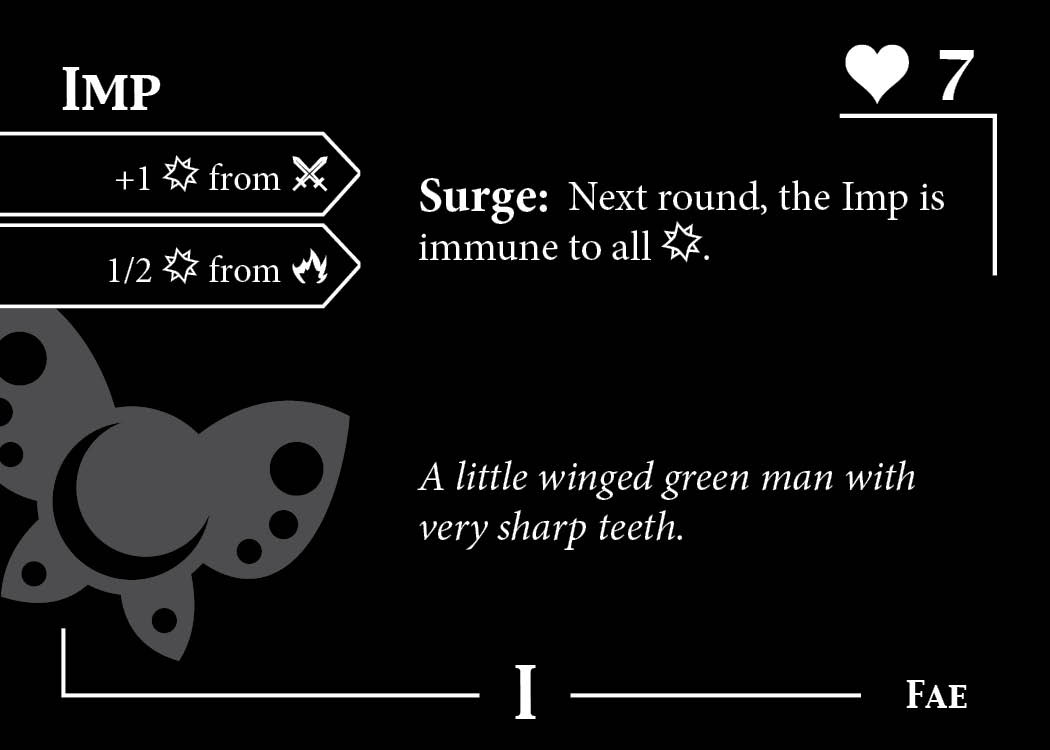 Imp
7
+1 from
1/2 from
Surge: Next round, the Imp is
immune to all .
A little winged green man with
very sharp teeth.
I
Fae